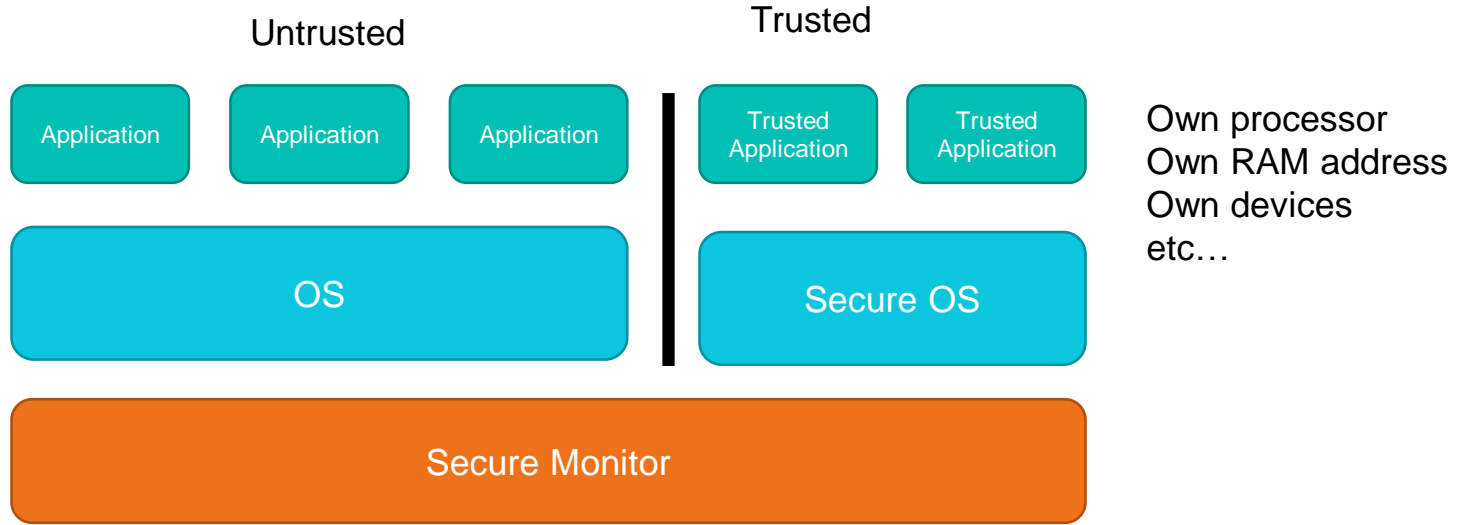 Untrusted
Trusted
Application
Application
Application
Trusted
Application
Trusted
Application
Own processor
Own RAM address
Own devices
etc…
OS
Secure OS
Secure Monitor